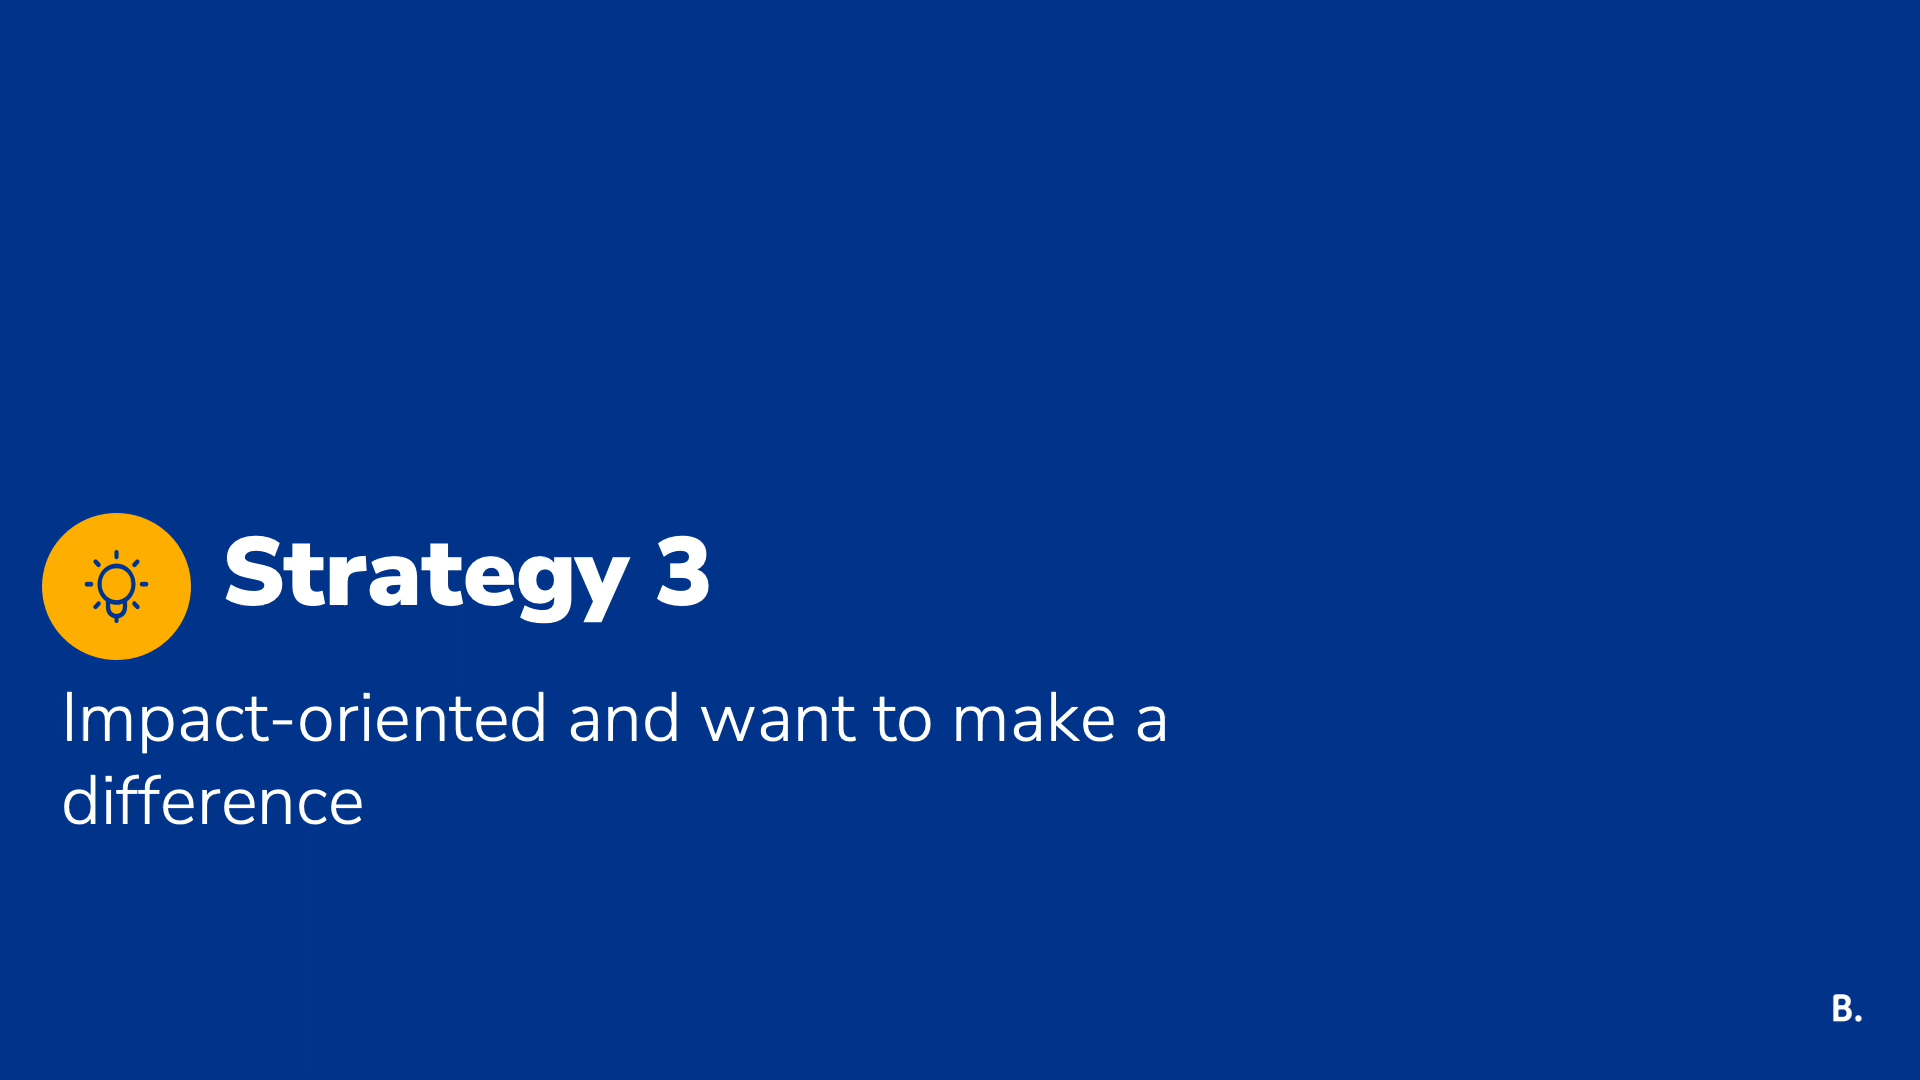 Strategy 3
Impact-oriented and want to make a
difference
B.